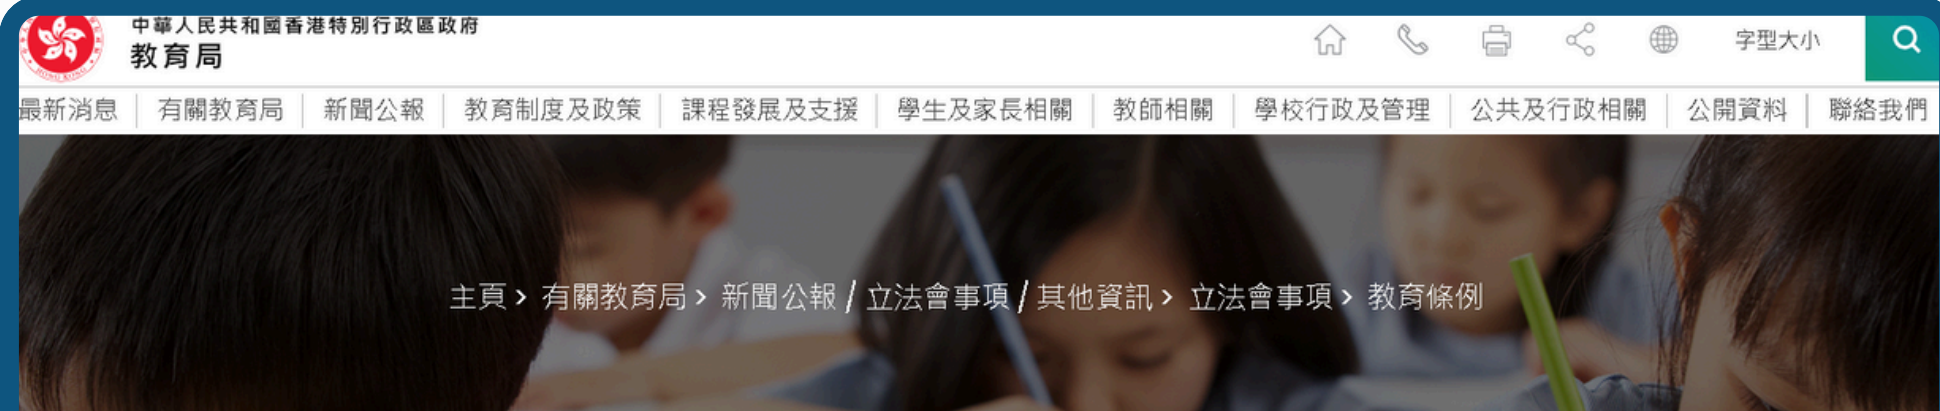 中華人民共和國香港特別行政區政府
教育局
字型大小
最新消息 | 有關教育局 | 新聞公報 | 教育制度及政策 | 課程發展及支援 | 學生及家長相關 | 教師相關 | 學校行政及管理 | 公共及行政相關 | 公開資料 | 聯絡我們
主頁 > 有關教育局 > 新聞公報 / 立法會事項 / 其他資訊 > 立法會事項 > 教育條例